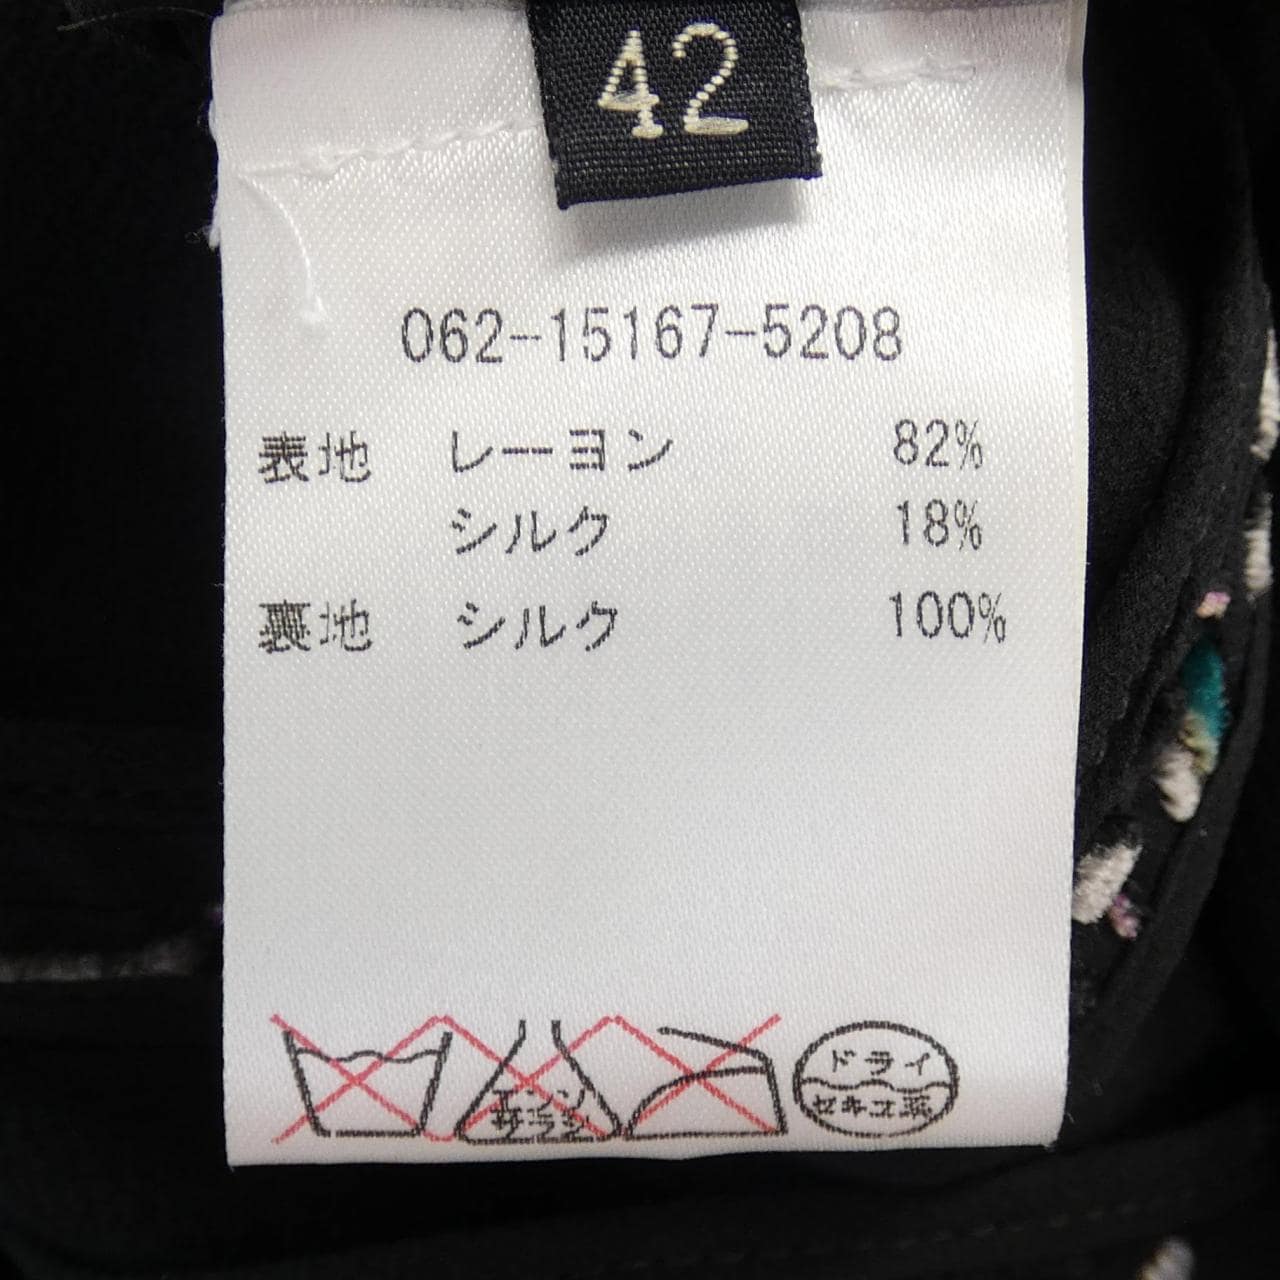 42
062-15167-5208
表地 レーヨン 82%
シルク 18%
裏地 シルク 100%
エンソ
サラシ
ドライ
セキユ系